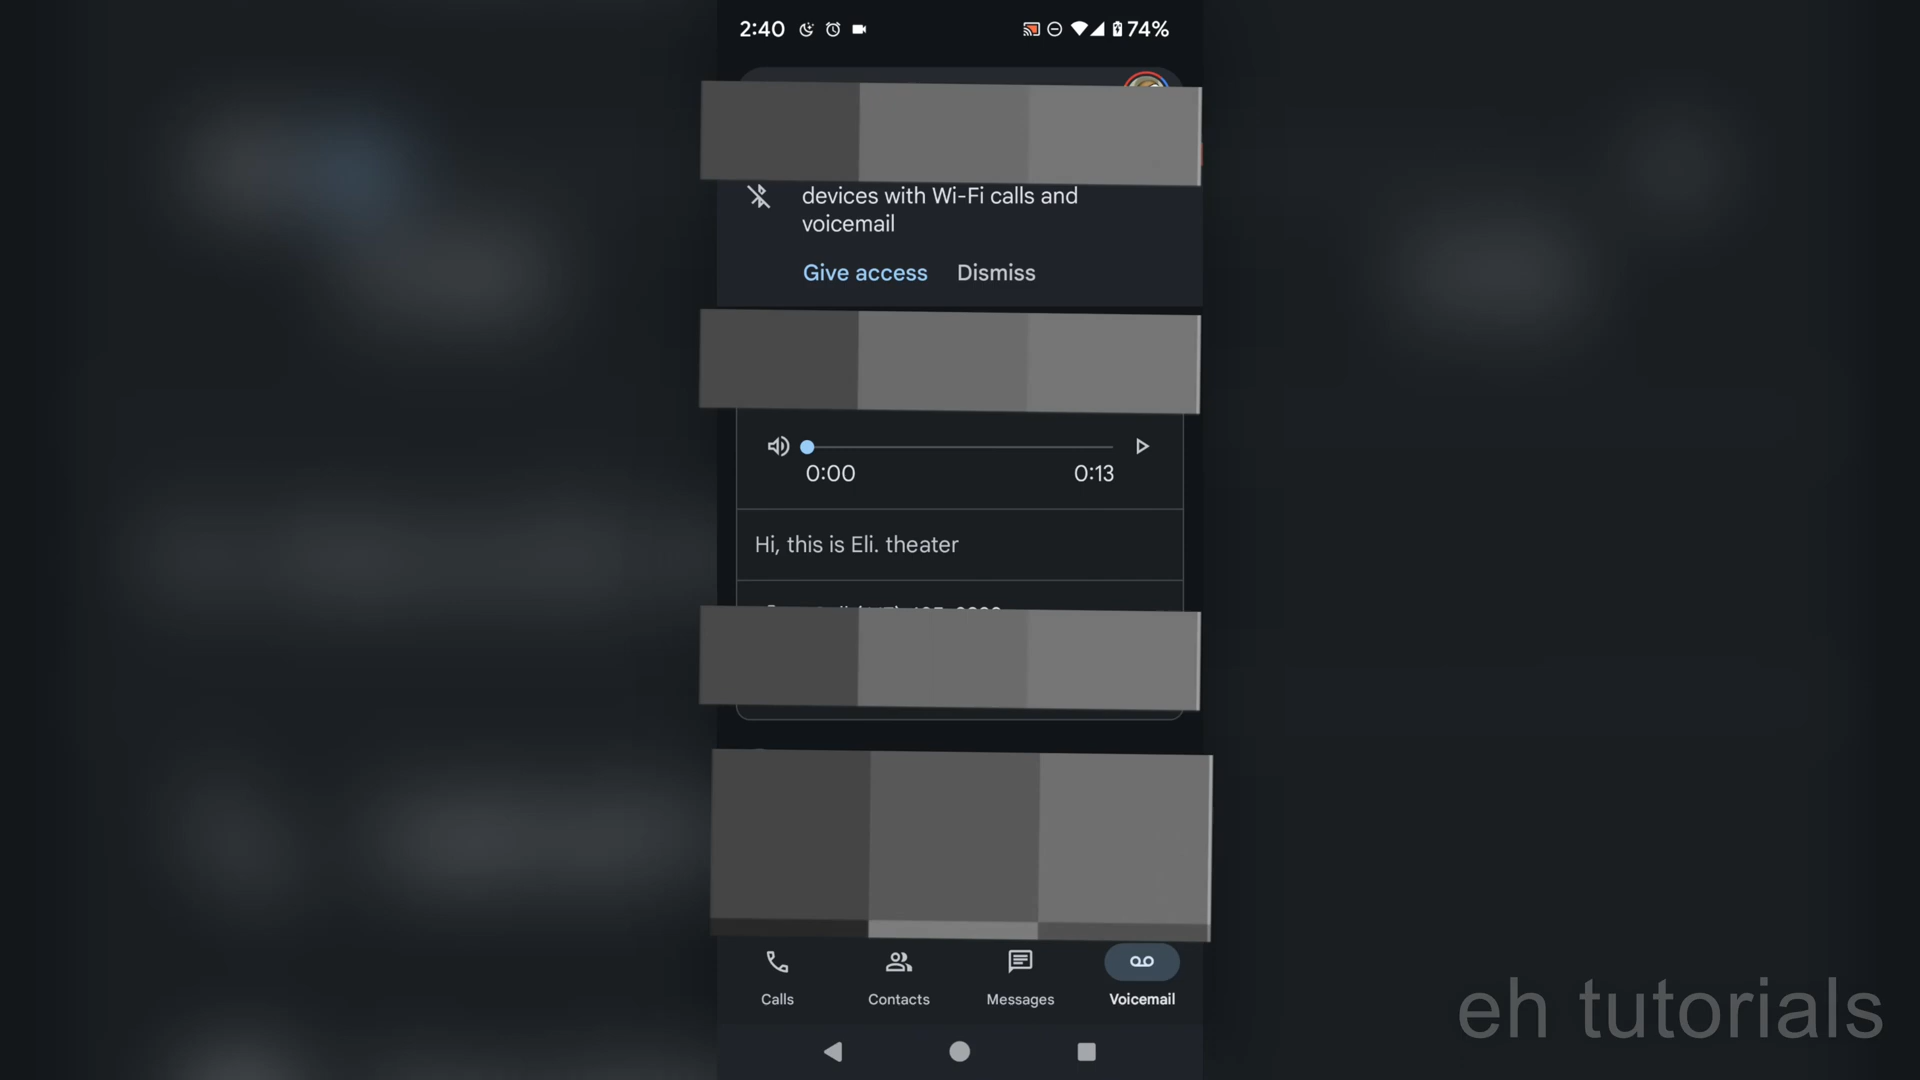 2:40 74%
devices with Wi-Fi calls and
voicemail
Give access Dismiss
0:00 0:13
Hi, this is Eli. theater
Calls Contacts Messages Voicemail
eh tutorials